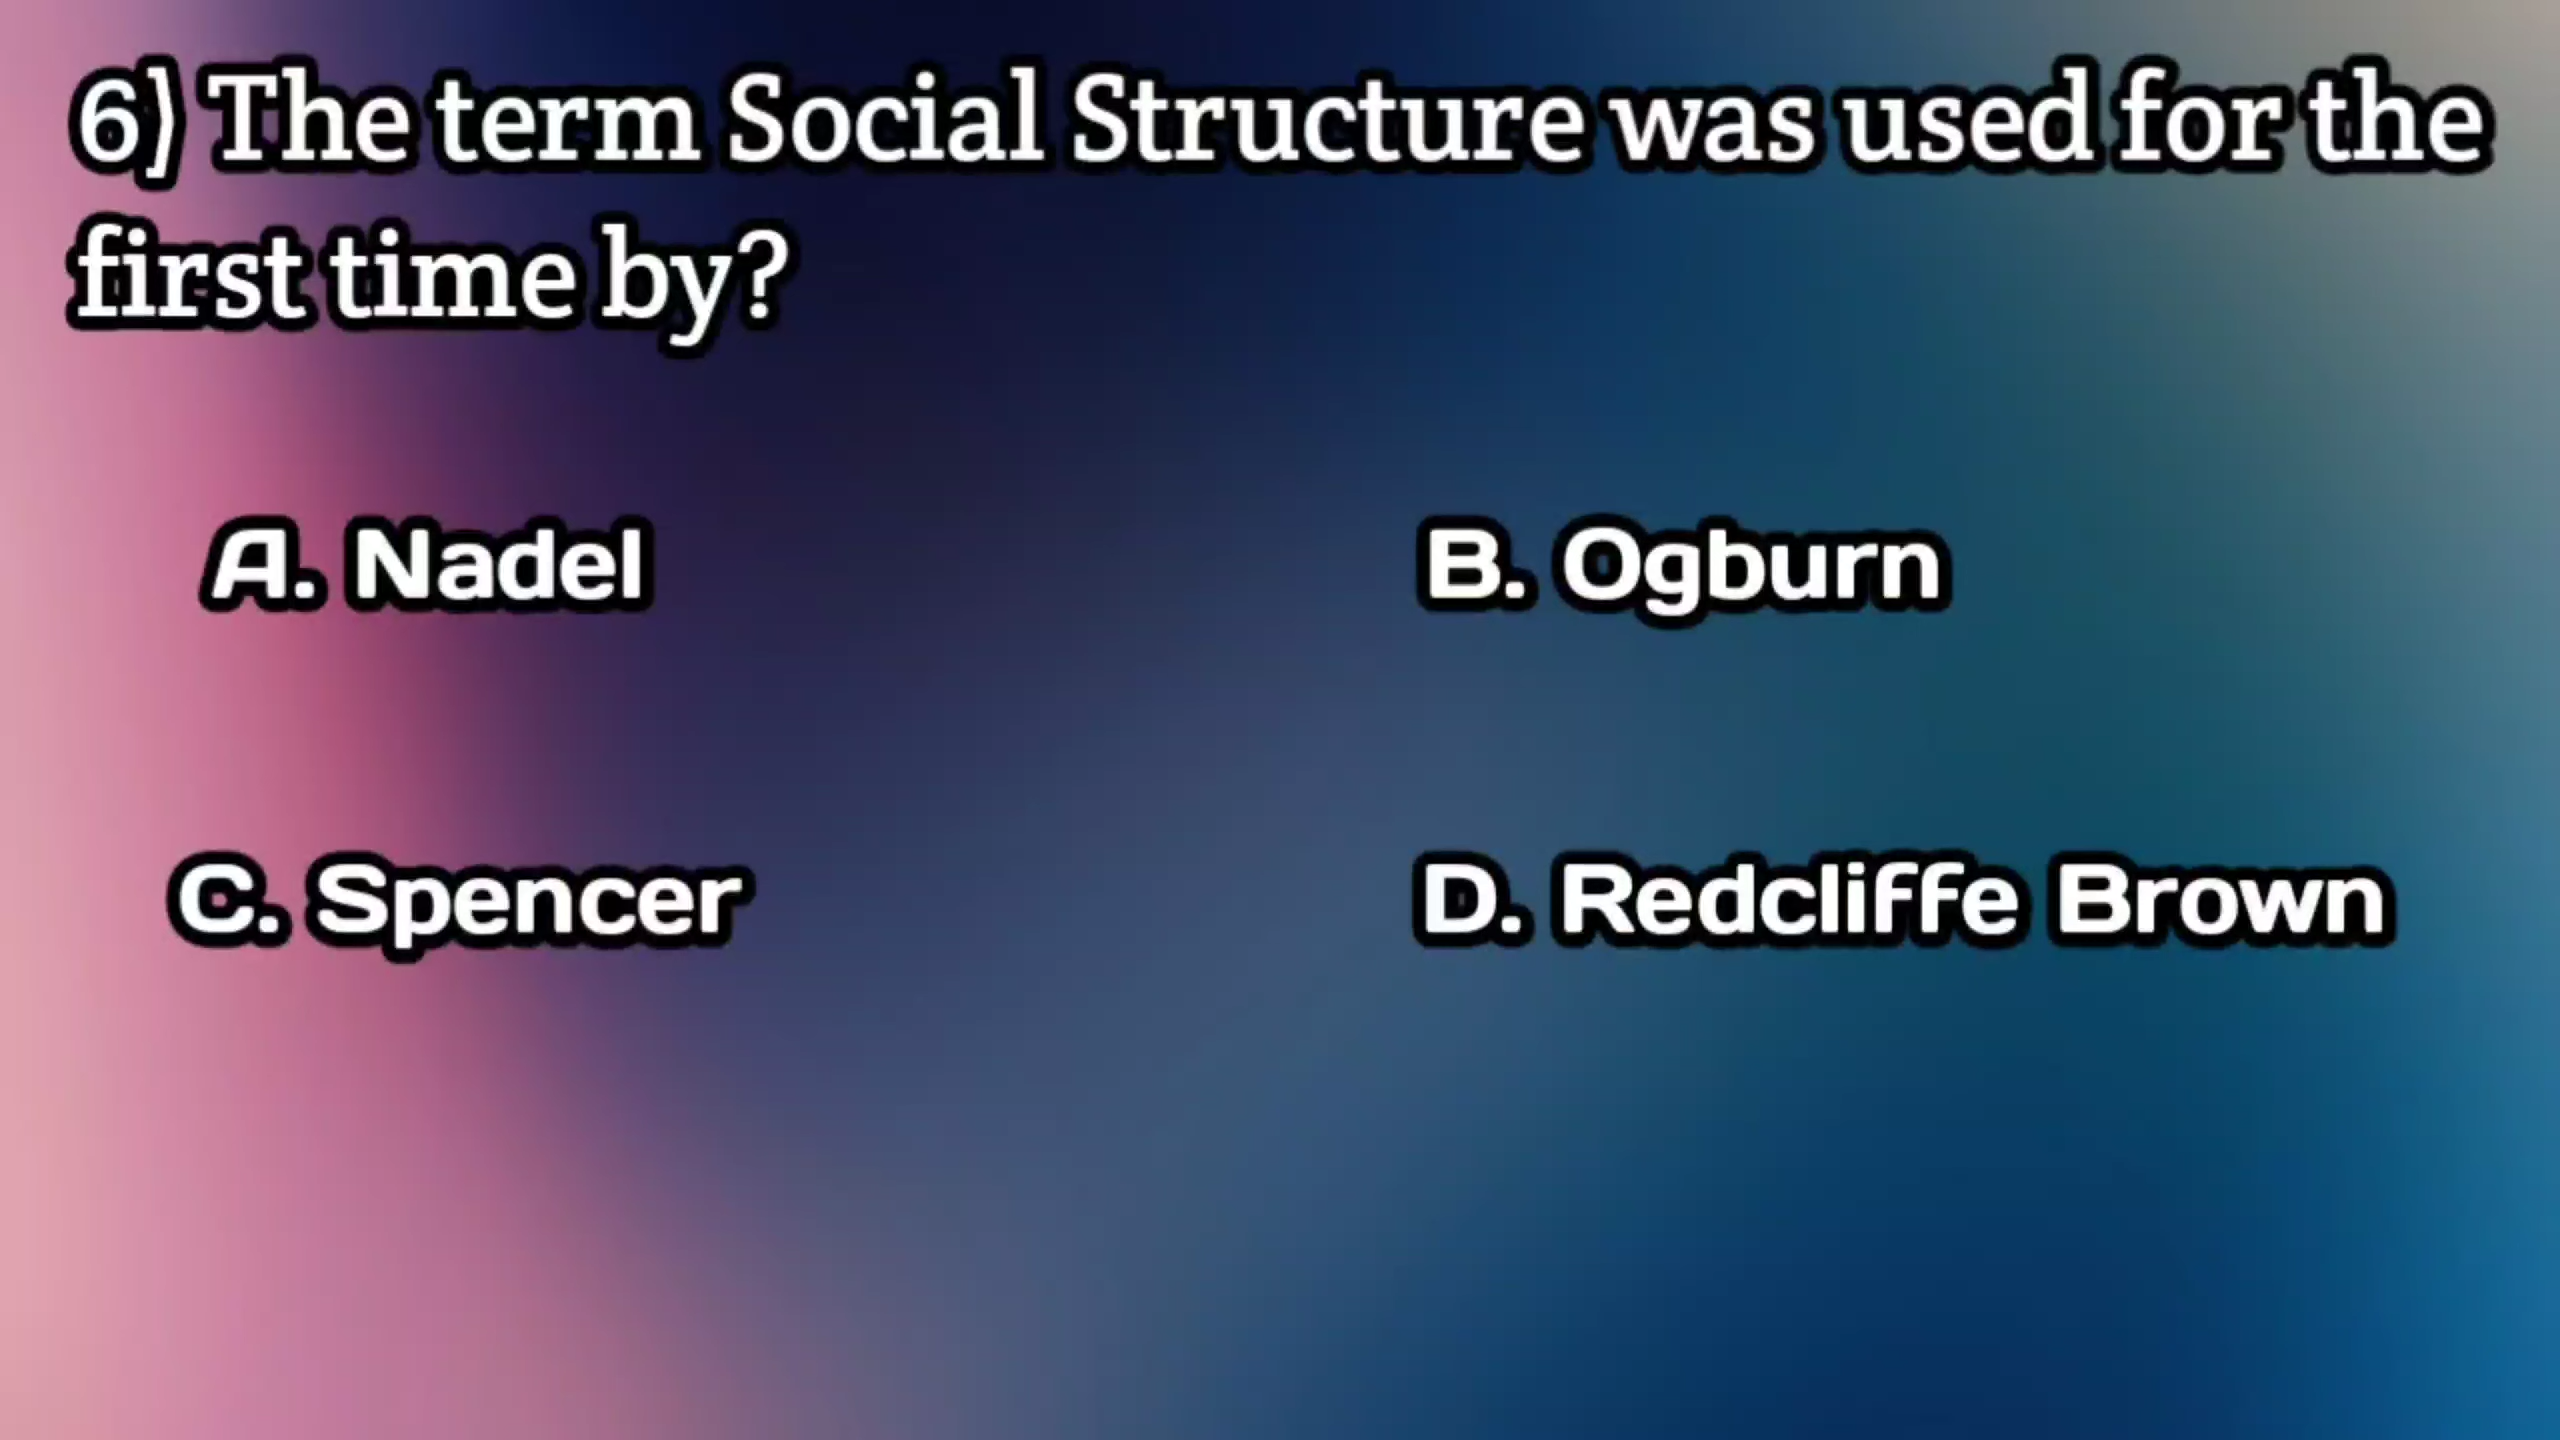 6) The term Social Structure was used for the
first time by?
A. Nadel
B. Ogburn
C. Spencer
D. Redcliffe Brown